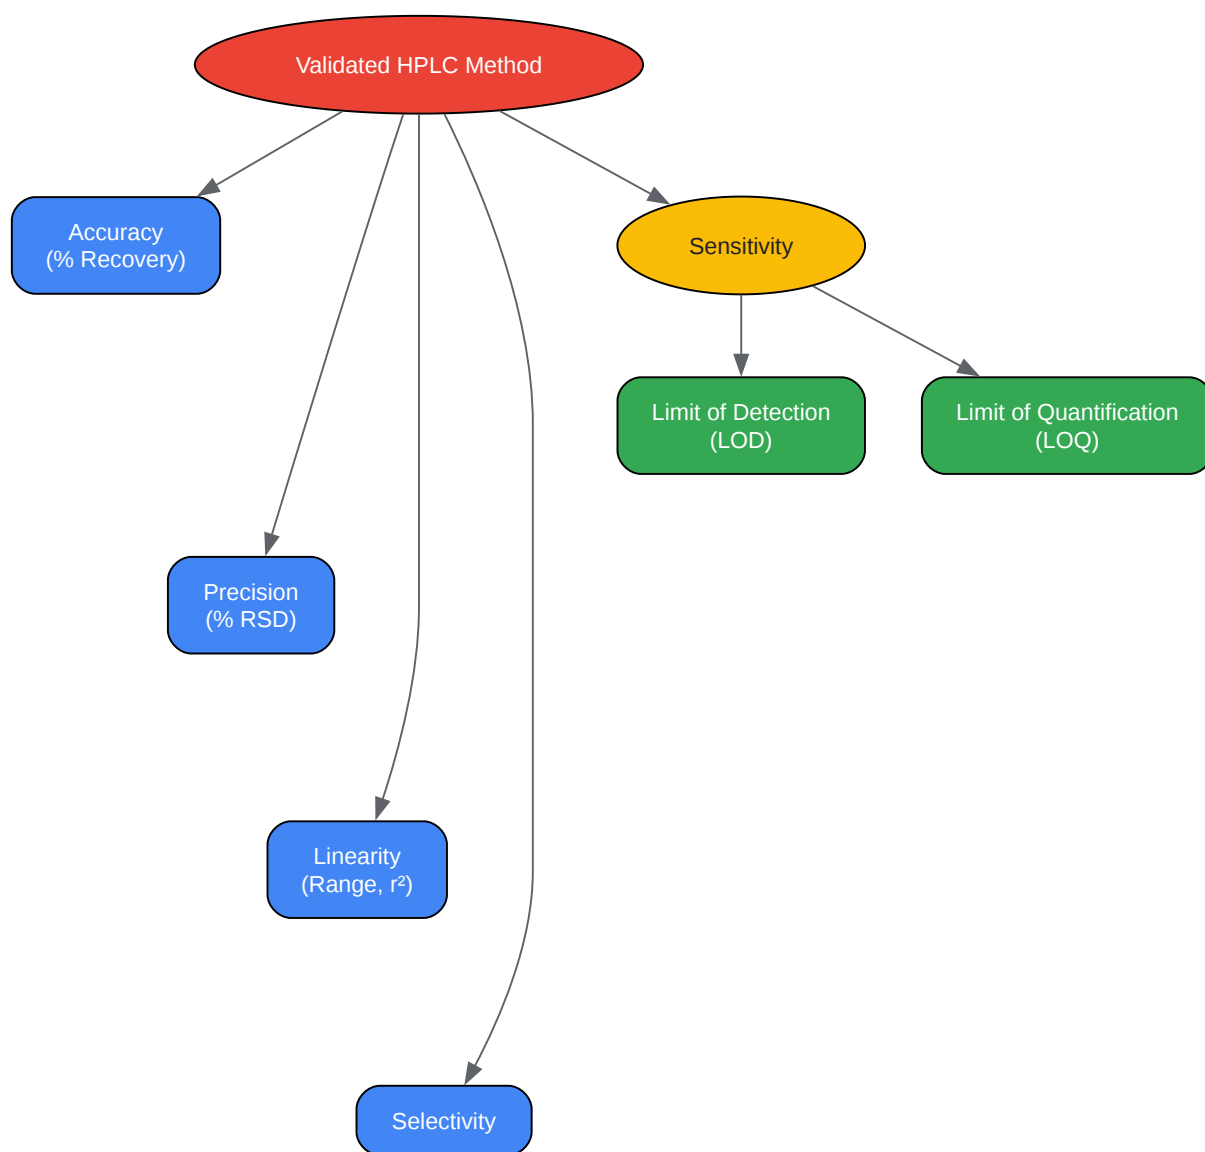 Validated HPLC Method
Accuracy
(% Recovery)
Sensitivity
Limit of Detection
(LOD)
Limit of Quantification
(LOQ)
Precision
(% RSD)
Linearity
(Range, r²)
Selectivity